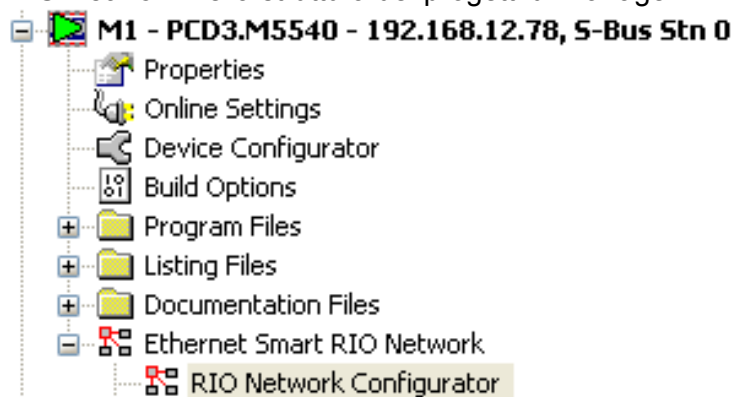 M1 - PCD3.M5540 - 192.168.12.78, S-Bus Stn 0
Properties
Online Settings
Device Configurator
Build Options
Program Files
Listing Files
Documentation Files
Ethernet Smart RIO Network
RIO Network Configurator